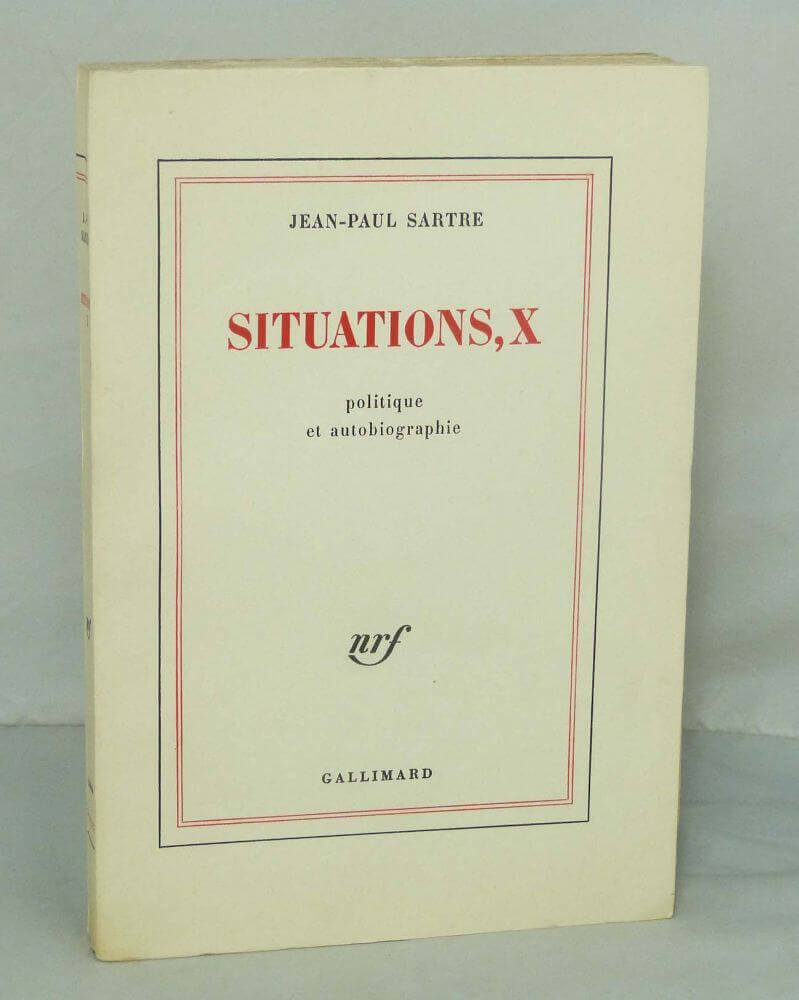 JEAN-PAUL SARTRE
SITUATIONS, X
politique
et autobiographie
nrf
GALLIMARD